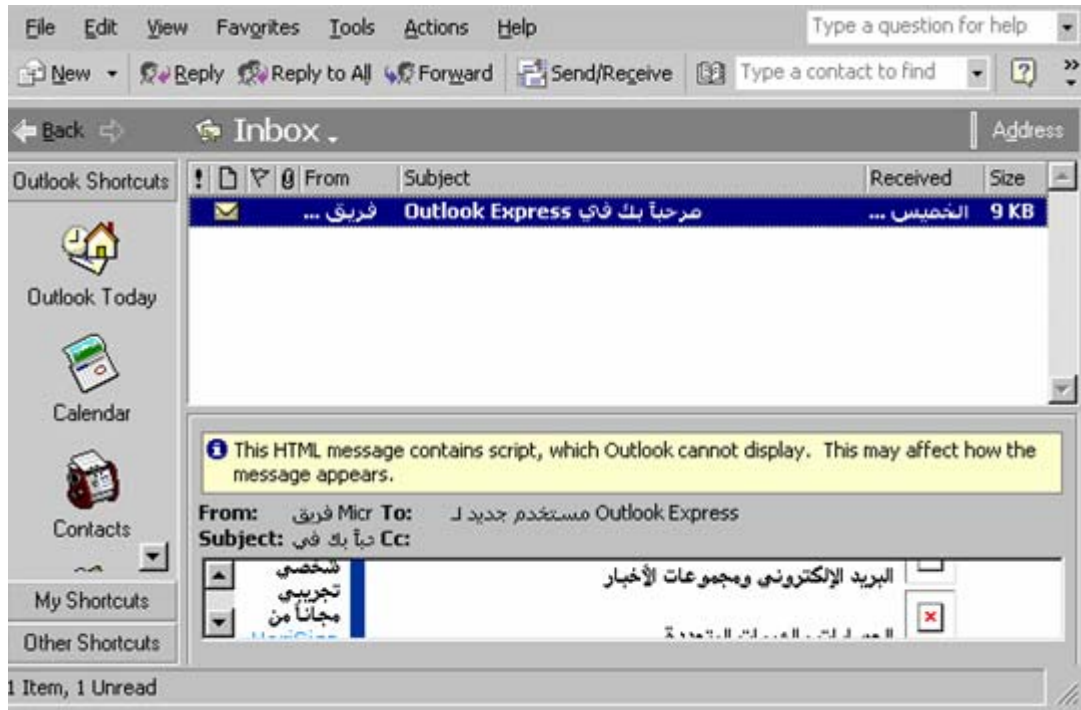 File Edit View Favorites Tools Actions Help Type a question for help
New Reply Reply to All Forward Send/Receive Type a contact to find
Back Inbox Address
Outlook Shortcuts
! From Subject Received Size
فريق ... مرحباً بك في Outlook Express الخميس ... 9 KB
Outlook Today
Calendar
Contacts
My Shortcuts
Other Shortcuts
This HTML message contains script, which Outlook cannot display. This may affect how the
message appears.
From: فريق Micr To: مستخدم جديد لـ Outlook Express
Subject: حباً بك في Cc:
شخصي
تجريبي
مجاناً من
البريد الإلكتروني ومجموعات الأخبار
1 Item, 1 Unread